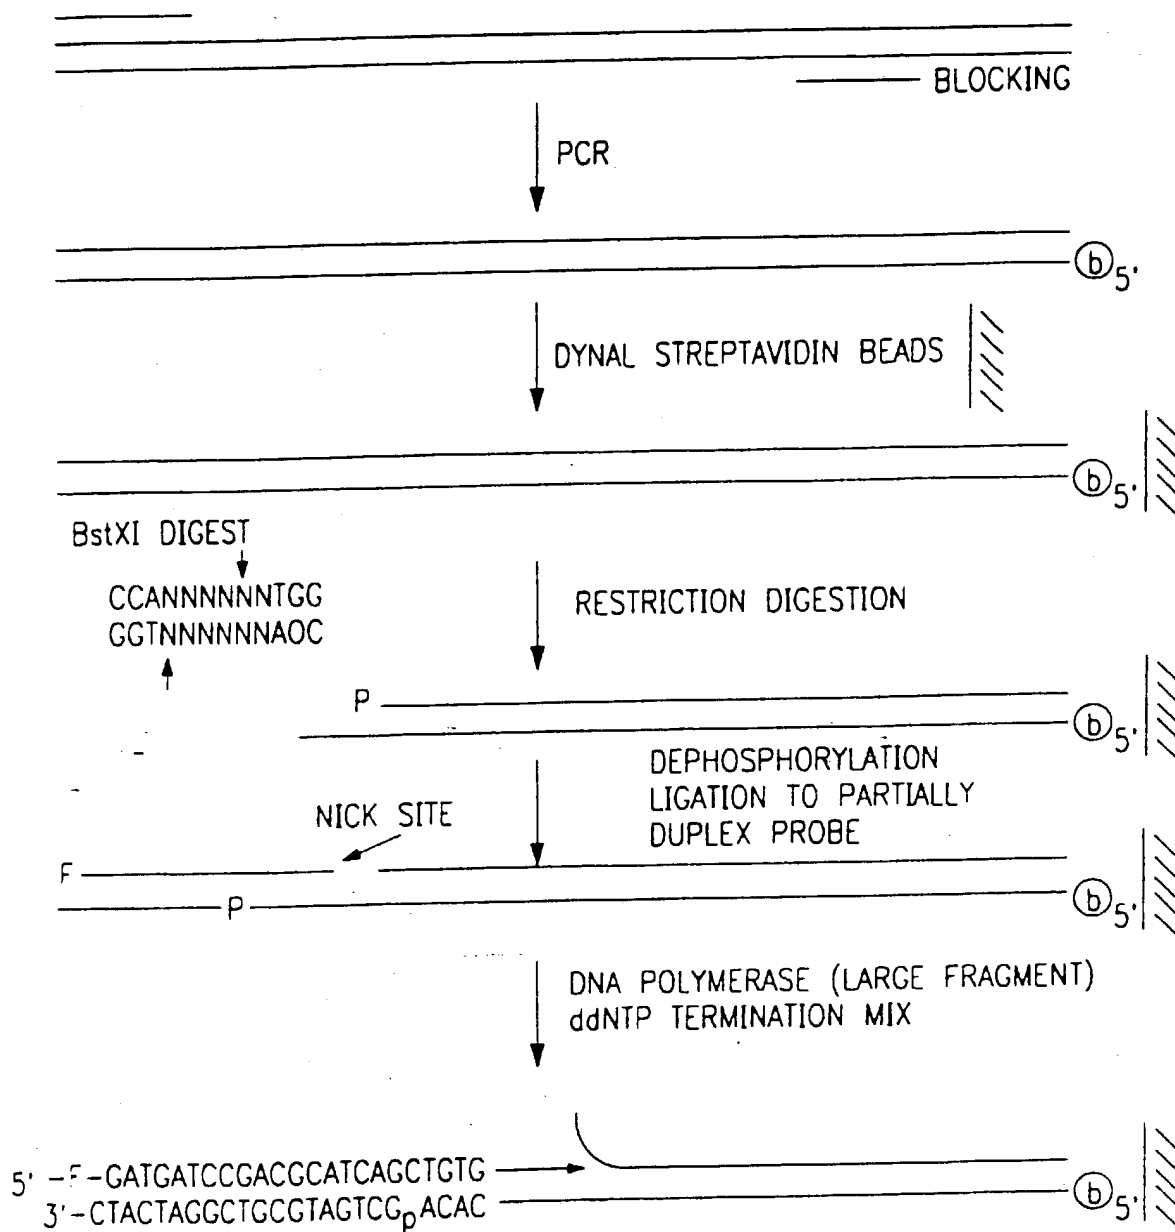 BLOCKING
PCR
b 5'
DYNAL STREPTAVIDIN BEADS
b 5'
BstXI DIGEST
CCANNNNNNTGG
GGTNNNNNNAOC
RESTRICTION DIGESTION
P
b 5'
DEPHOSPHORYLATION
LIGATION TO PARTIALLY
DUPLEX PROBE
NICK SITE
F
P
b 5'
DNA POLYMERASE (LARGE FRAGMENT)
ddNTP TERMINATION MIX
5' -F-GATGATCCGACGCATCAGCTGTG
3'-CTACTAGGCTGCGTAGTCGpACAC
b 5'